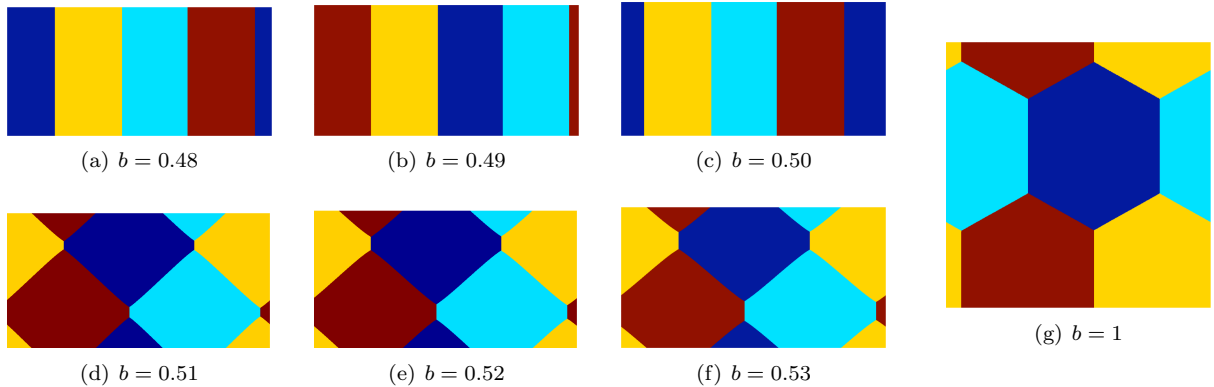 (a) b = 0.48
(b) b = 0.49
(c) b = 0.50
(d) b = 0.51
(e) b = 0.52
(f) b = 0.53
(g) b = 1